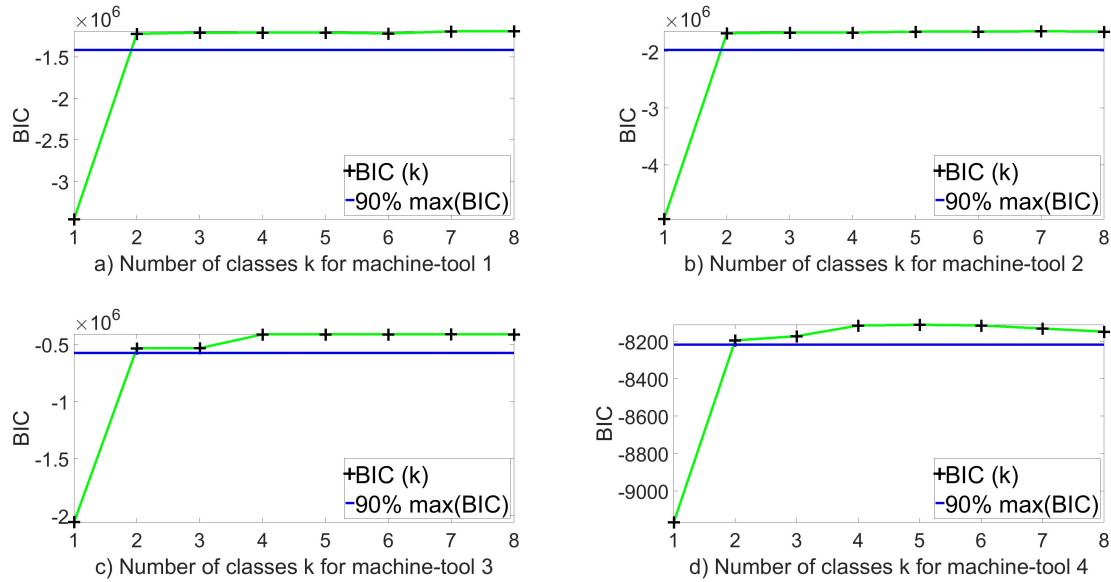 ×10^6
-1.5
-2
-2.5
-3
BIC
BIC (k)
90% max(BIC)
1 2 3 4 5 6 7 8
a) Number of classes k for machine-tool 1
×10^6
-2
-3
-4
BIC
BIC (k)
90% max(BIC)
1 2 3 4 5 6 7 8
b) Number of classes k for machine-tool 2
×10^6
-0.5
-1
-1.5
-2
BIC
BIC (k)
90% max(BIC)
1 2 3 4 5 6 7 8
c) Number of classes k for machine-tool 3
-8200
-8400
-8600
-8800
-9000
BIC
BIC (k)
90% max(BIC)
1 2 3 4 5 6 7 8
d) Number of classes k for machine-tool 4